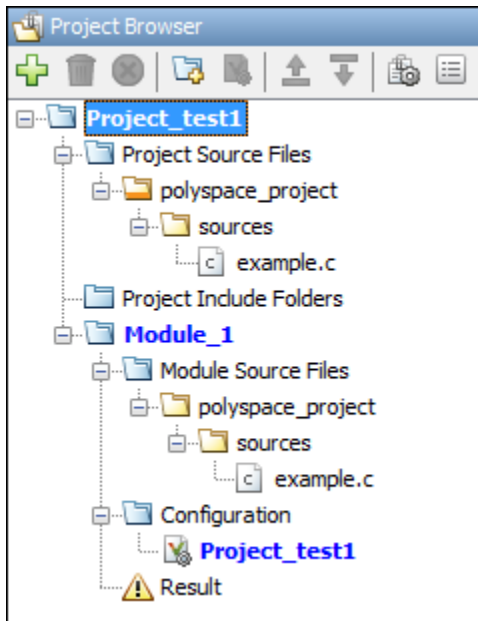 Project Browser
Project_test1
Project Source Files
polyspace_project
sources
c example.c
Project Include Folders
Module_1
Module Source Files
polyspace_project
sources
c example.c
Configuration
Project_test1
Result